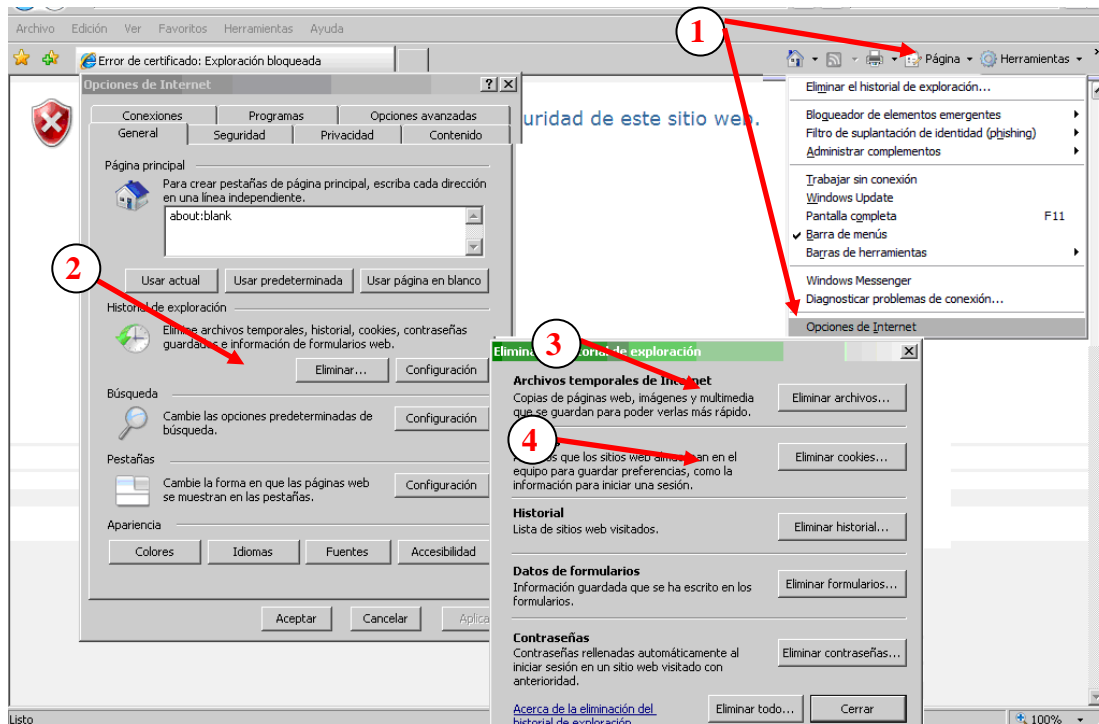 Archivo Edición Ver Favoritos Herramientas Ayuda
1
Error de certificado: Exploración bloqueada
Página
Herramientas
uridad de este sitio web.
Eliminar el historial de exploración...
Bloqueador de elementos emergentes
Filtro de suplantación de identidad (phishing)
Administrar complementos
Trabajar sin conexión
Windows Update
Pantalla completa F11
Barra de menús
Barras de herramientas
Windows Messenger
Diagnosticar problemas de conexión...
Opciones de Internet
Opciones de Internet
Conexiones Programas Opciones avanzadas
General Seguridad Privacidad Contenido
Página principal
Para crear pestañas de página principal, escriba cada dirección
en una línea independiente.
about:blank
2
Usar actual Usar predeterminada Usar página en blanco
Historial de exploración
Elimine archivos temporales, historial, cookies, contraseñas
guardadas e información de formularios web.
Eliminar... Configuración
Búsqueda
Cambie las opciones predeterminadas de
búsqueda.
Configuración
Pestañas
Cambie la forma en que las páginas web
se muestran en las pestañas.
Configuración
Apariencia
Colores Idiomas Fuentes Accesibilidad
Aceptar Cancelar Aplica
3
de exploración
Archivos temporales de Internet
Copias de páginas web, imágenes y multimedia
que se guardan para poder verlas más rápido.
Eliminar archivos...
4
que los sitios web almacenan en el
equipo para guardar preferencias, como la
información para iniciar una sesión.
Eliminar cookies...
Historial
Lista de sitios web visitados.
Eliminar historial...
Datos de formularios
Información guardada que se ha escrito en los
formularios.
Eliminar formularios...
Contraseñas
Contraseñas rellenadas automáticamente al
iniciar sesión en un sitio web visitado con
anterioridad.
Eliminar contraseñas...
Acerca de la eliminación del
historial de exploración
Eliminar todo... Cerrar
Listo
100%